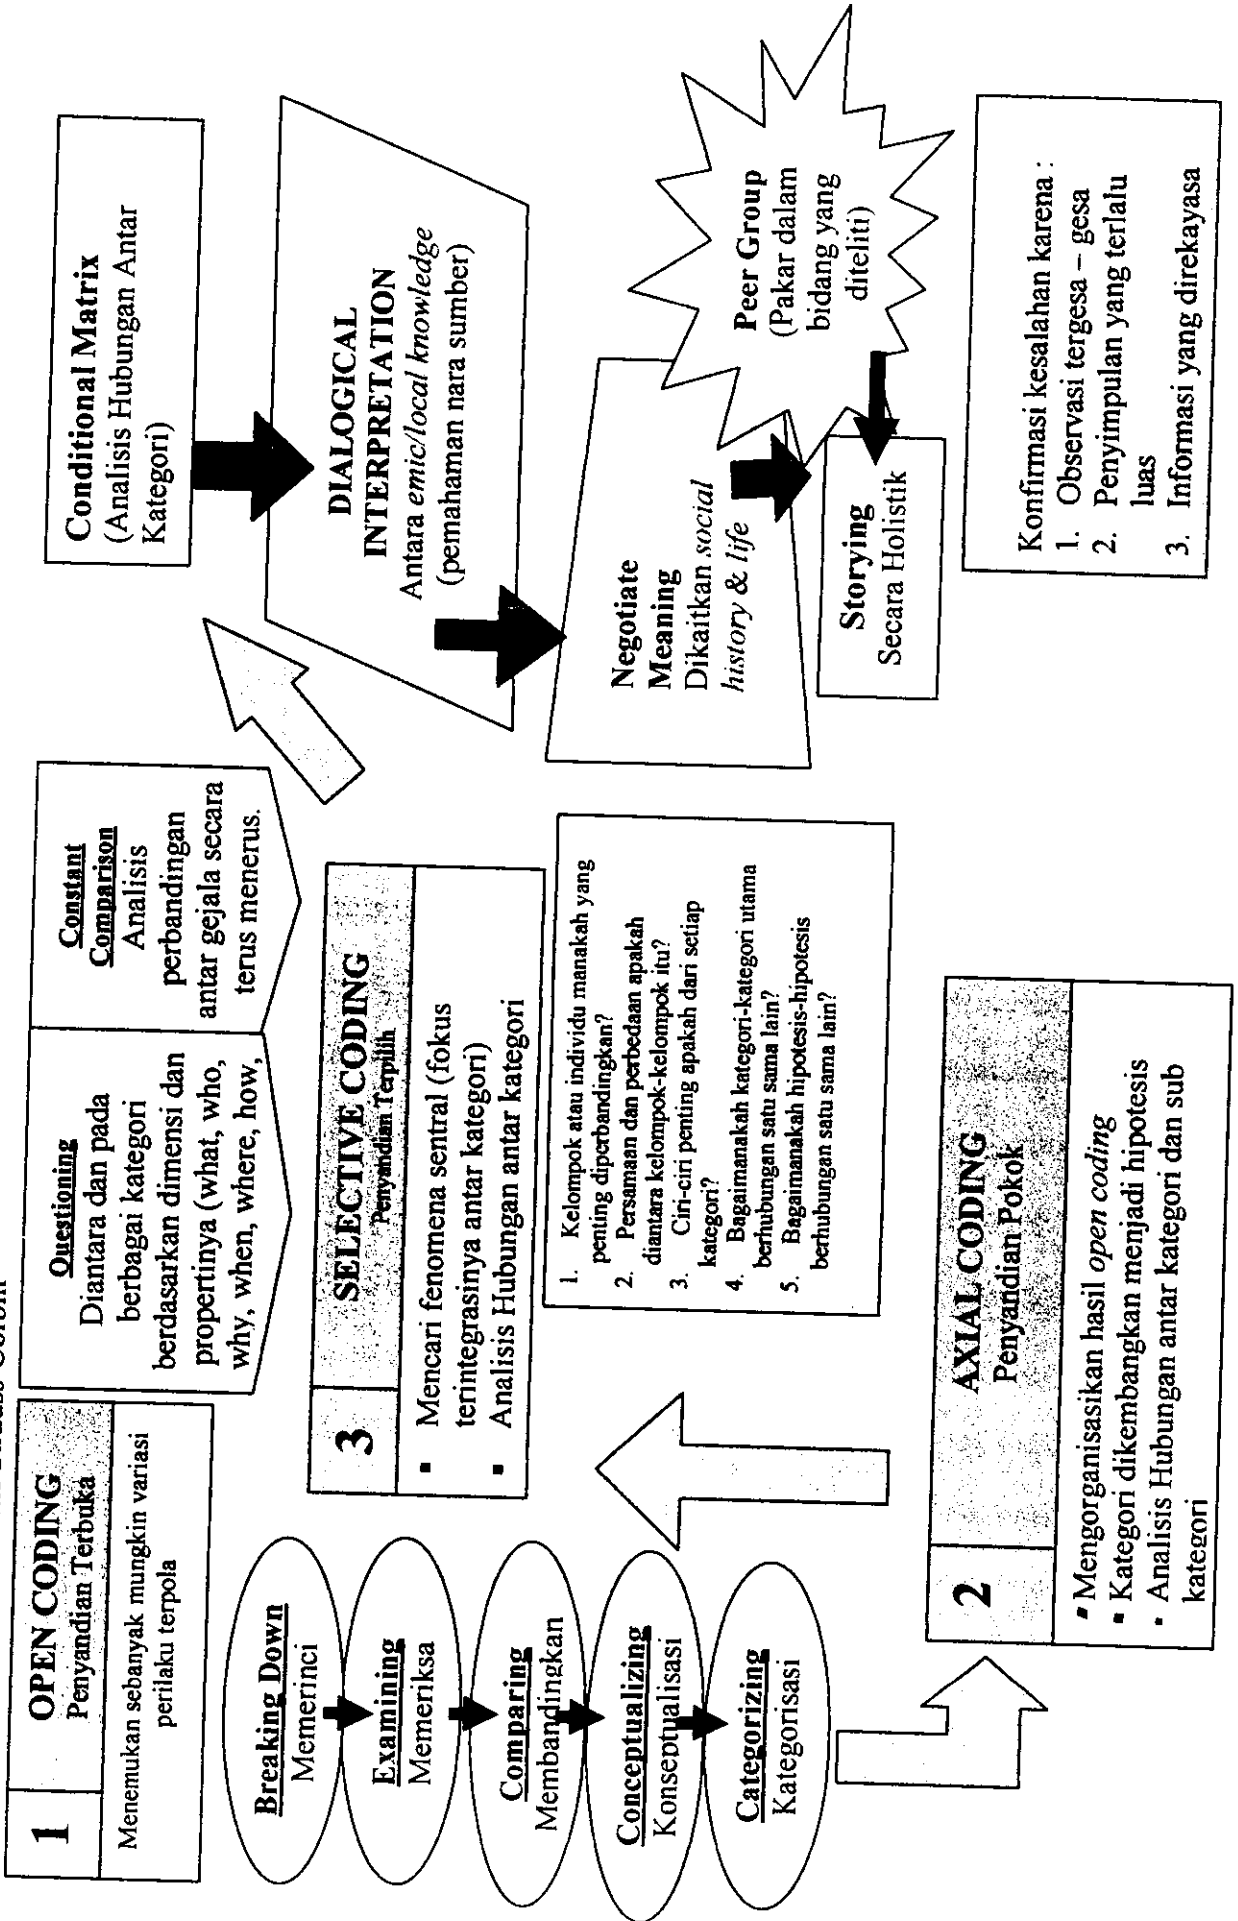 1
OPEN CODING
Penyandian Terbuka
Menemukan sebanyak mungkin variasi
perilaku terpola
Questioning
Diantara dan pada
berbagai kategori
berdasarkan dimensi dan
propertinya (what, who,
why, when, where, how,
Constant
Comparison
Analisis
perbandingan
antar gejala secara
terus menerus.
Breaking Down
Memerinci
Examining
Memeriksa
Comparing
Membandingkan
Conceptualizing
Konseptualisasi
Categorizing
Kategorisasi
2
AXIAL CODING
Penyandian Pokok
▪ Mengorganisasikan hasil open coding
▪ Kategori dikembangkan menjadi hipotesis
▪ Analisis Hubungan antar kategori dan sub
kategori
3
SELECTIVE CODING
Penyandian Terpilih
▪ Mencari fenomena sentral (fokus
terintegrasinya antar kategori)
▪ Analisis Hubungan antar kategori
1. Kelompok atau individu manakah yang
penting diperbandingkan?
2. Persamaan dan perbedaan apakah
diantara kelompok-kelompok itu?
3. Ciri-ciri penting apakah dari setiap
kategori?
4. Bagaimanakah kategori-kategori utama
berhubungan satu sama lain?
5. Bagaimanakah hipotesis-hipotesis
berhubungan satu sama lain?
Conditional Matrix
(Analisis Hubungan Antar
Kategori)
DIALOGICAL
INTERPRETATION
Antara emic/local knowledge
(pemahaman nara sumber)
Negotiate
Meaning
Dikaitkan social
history & life
Peer Group
(Pakar dalam
bidang yang
diteliti)
Storying
Secara Holistik
Konfirmasi kesalahan karena :
1. Observasi tergesa – gesa
2. Penyimpulan yang terlalu
luas
3. Informasi yang direkayasa